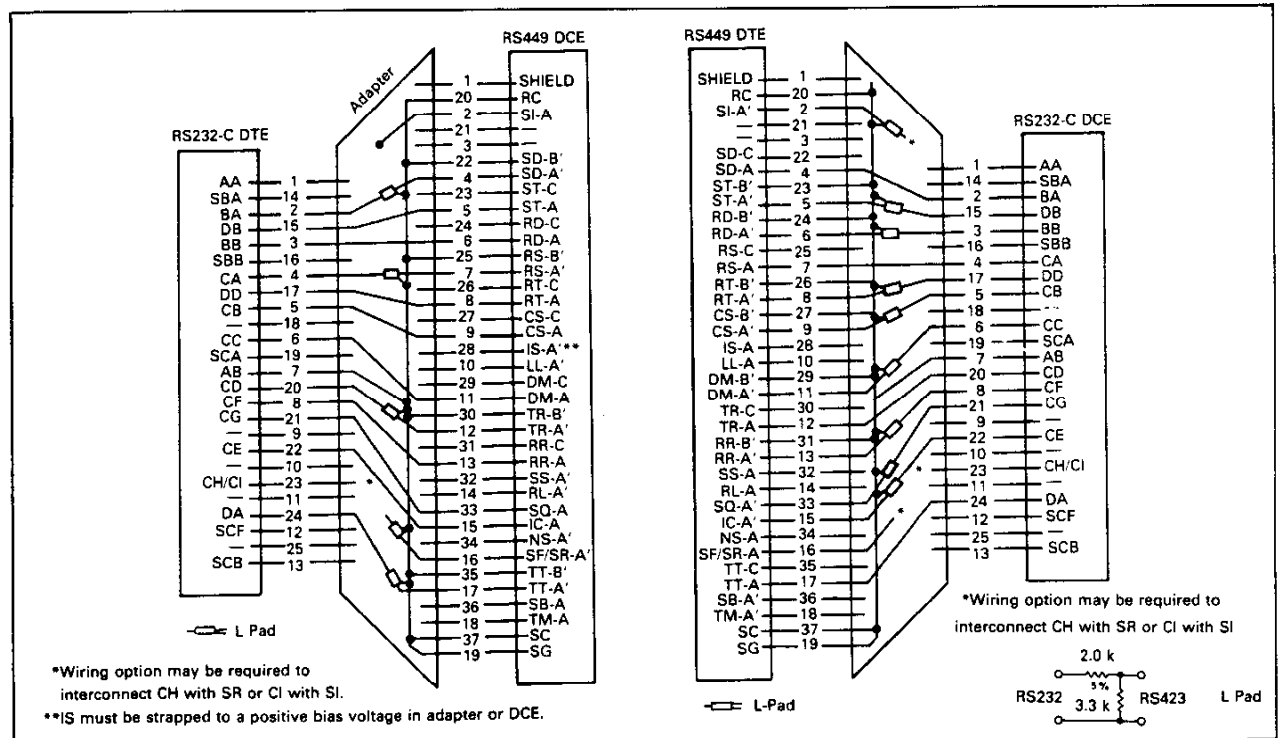 RS449 DCE
Adapter
RS232-C DTE
1 SHIELD
20 RC
2 SI-A
21 —
3 —
22 SD-B'
4 SD-A'
23 ST-C
5 ST-A
24 RD-C
6 RD-A
25 RS-B'
7 RS-A'
26 RT-C
8 RT-A
27 CS-C
9 CS-A
28 IS-A'**
10 LL-A'
29 DM-C
11 DM-A
30 TR-B'
12 TR-A'
31 RR-C
13 RR-A
32 SS-A'
14 RL-A'
33 SQ-A
15 IC-A
34 NS-A'
16 SF/SR-A'
35 TT-B'
17 TT-A'
36 SB-A
18 TM-A
37 SC
19 SG
AA 1
SBA 14
BA 2
DB 15
BB 3
SBB 16
CA 4
DD 17
CB 5
— 18
CC 6
SCA 19
AB 7
CD 20
CF 8
CG 21
— 9
CE 22
— 10
CH/CI 23
— 11
DA 24
SCF 12
— 25
SCB 13
*
L Pad
*Wiring option may be required to
interconnect CH with SR or CI with SI.
**IS must be strapped to a positive bias voltage in adapter or DCE.
RS449 DTE
RS232-C DCE
SHIELD 1
RC 20
SI-A' 2
— 21
— 3
SD-C 22
SD-A 4
ST-B' 23
ST-A' 5
RD-B' 24
RD-A' 6
RS-C 25
RS-A 7
RT-B' 26
RT-A' 8
CS-B' 27
CS-A' 9
IS-A 28
LL-A 10
DM-B' 29
DM-A' 11
TR-C 30
TR-A 12
RR-B' 31
RR-A' 13
SS-A 32
RL-A 14
SQ-A' 33
IC-A' 15
NS-A 34
SF/SR-A 16
TT-C 35
TT-A 17
SB-A' 36
TM-A' 18
SC 37
SG 19
*
*
*
1 AA
14 SBA
2 BA
15 DB
3 BB
16 SBB
4 CA
17 DD
5 CB
18 —
6 CC
19 SCA
7 AB
20 CD
8 CF
21 CG
9 —
22 CE
10 —
23 CH/CI
11 —
24 DA
12 SCF
25 —
13 SCB
L-Pad
*Wiring option may be required to
interconnect CH with SR or CI with SI
2.0 k
5%
RS232 3.3 k RS423 L Pad